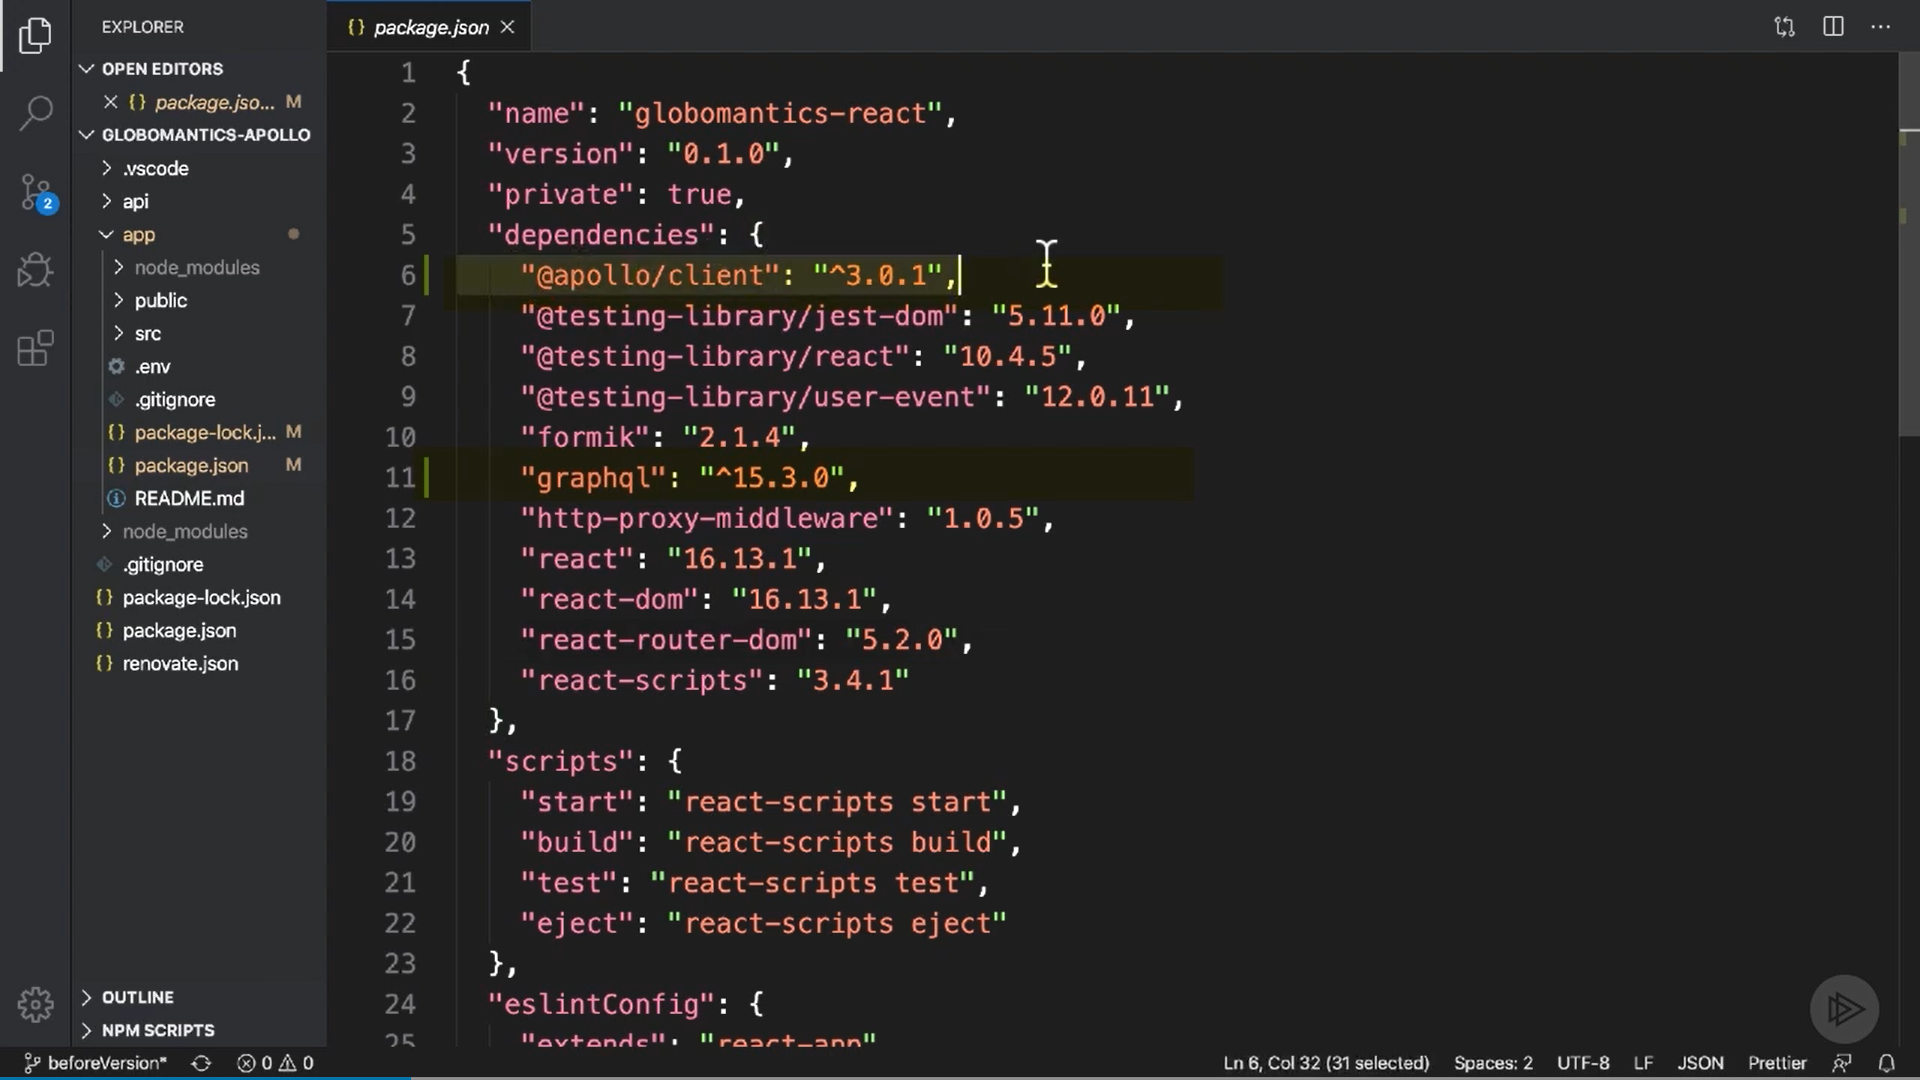 EXPLORER
OPEN EDITORS
{} package.jso... M
GLOBOMANTICS-APOLLO
.vscode
api
app
node_modules
public
src
.env
.gitignore
{} package-lock.j... M
{} package.json M
README.md
node_modules
.gitignore
{} package-lock.json
{} package.json
{} renovate.json
OUTLINE
NPM SCRIPTS
2
{} package.json
1 {
2 "name": "globomantics-react",
3 "version": "0.1.0",
4 "private": true,
5 "dependencies": {
6 "@apollo/client": "^3.0.1",
7 "@testing-library/jest-dom": "5.11.0",
8 "@testing-library/react": "10.4.5",
9 "@testing-library/user-event": "12.0.11",
10 "formik": "2.1.4",
11 "graphql": "^15.3.0",
12 "http-proxy-middleware": "1.0.5",
13 "react": "16.13.1",
14 "react-dom": "16.13.1",
15 "react-router-dom": "5.2.0",
16 "react-scripts": "3.4.1"
17 },
18 "scripts": {
19 "start": "react-scripts start",
20 "build": "react-scripts build",
21 "test": "react-scripts test",
22 "eject": "react-scripts eject"
23 },
24 "eslintConfig": {
25 "extends": "react-app"
beforeVersion* 0 0 Ln 6, Col 32 (31 selected) Spaces: 2 UTF-8 LF JSON Prettier